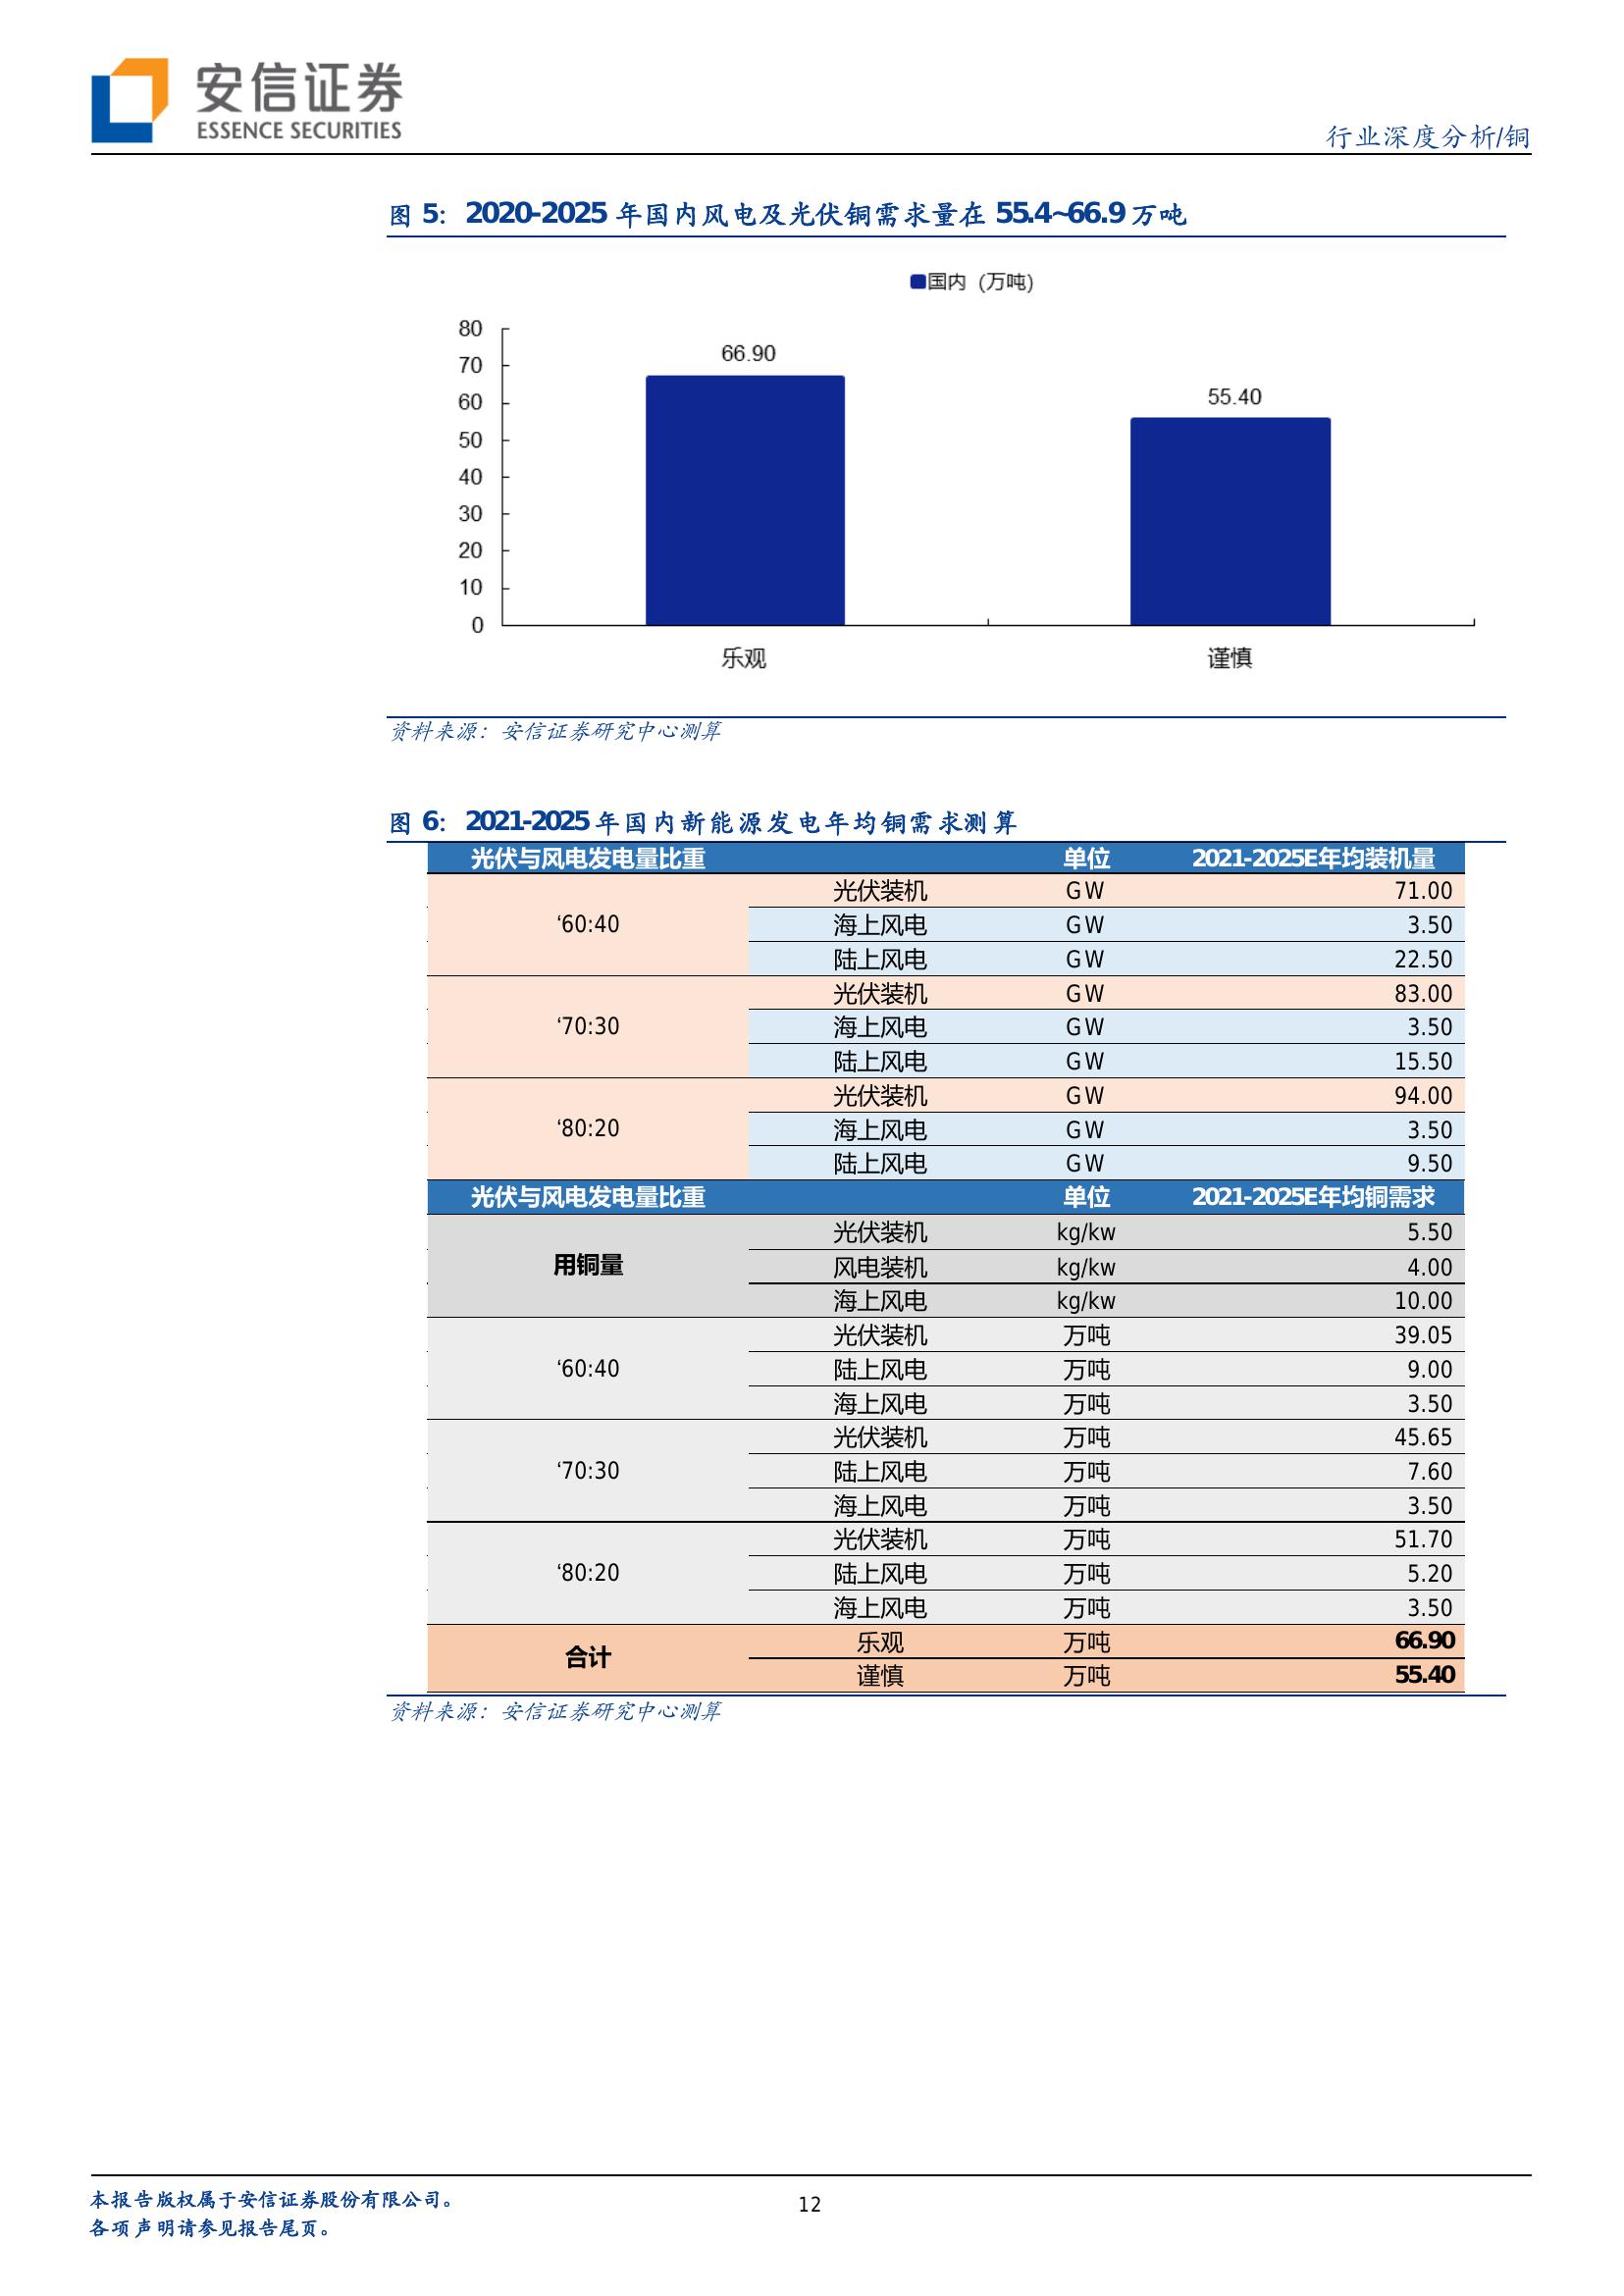 安信证券
ESSENCE SECURITIES
行业深度分析/铜
图 5: 2020-2025 年国内风电及光伏铜需求量在 55.4~66.9 万吨
国内 (万吨)
80
70
60
50
40
30
20
10
0
66.90
55.40
乐观
谨慎
资料来源：安信证券研究中心测算
图 6: 2021-2025 年国内新能源发电年均铜需求测算
光伏与风电发电量比重 单位 2021-2025E年均装机量
‘60:40
光伏装机 GW 71.00
海上风电 GW 3.50
陆上风电 GW 22.50
‘70:30
光伏装机 GW 83.00
海上风电 GW 3.50
陆上风电 GW 15.50
‘80:20
光伏装机 GW 94.00
海上风电 GW 3.50
陆上风电 GW 9.50
光伏与风电发电量比重 单位 2021-2025E年均铜需求
用铜量
光伏装机 kg/kw 5.50
风电装机 kg/kw 4.00
海上风电 kg/kw 10.00
‘60:40
光伏装机 万吨 39.05
陆上风电 万吨 9.00
海上风电 万吨 3.50
‘70:30
光伏装机 万吨 45.65
陆上风电 万吨 7.60
海上风电 万吨 3.50
‘80:20
光伏装机 万吨 51.70
陆上风电 万吨 5.20
海上风电 万吨 3.50
合计
乐观 万吨 66.90
谨慎 万吨 55.40
资料来源：安信证券研究中心测算
本报告版权属于安信证券股份有限公司。
各项声明请参见报告尾页。
12